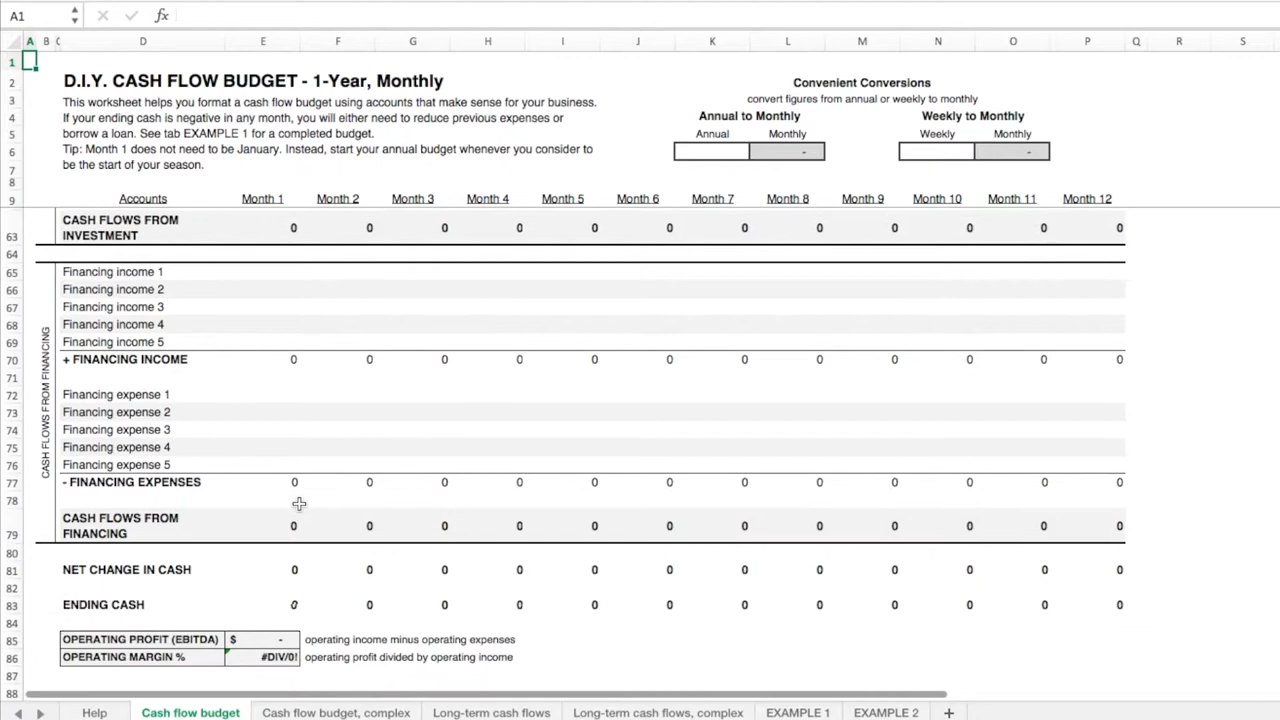 A1 fx
A B C D E F G H I J K L M N O P Q R S
1
2 D.I.Y. CASH FLOW BUDGET - 1-Year, Monthly Convenient Conversions
3 This worksheet helps you format a cash flow budget using accounts that make sense for your business. convert figures from annual or weekly to monthly
4 If your ending cash is negative in any month, you will either need to reduce previous expenses or Annual to Monthly Weekly to Monthly
5 borrow a loan. See tab EXAMPLE 1 for a completed budget. Annual Monthly Weekly Monthly
6 Tip: Month 1 does not need to be January. Instead, start your annual budget whenever you consider to - -
7 be the start of your season.
8
9 Accounts Month 1 Month 2 Month 3 Month 4 Month 5 Month 6 Month 7 Month 8 Month 9 Month 10 Month 11 Month 12
CASH FLOWS FROM
63 INVESTMENT 0 0 0 0 0 0 0 0 0 0 0 0
64
65 Financing income 1
66 Financing income 2
67 Financing income 3
68 Financing income 4
69 Financing income 5
70 + FINANCING INCOME 0 0 0 0 0 0 0 0 0 0 0 0
71
72 Financing expense 1
73 Financing expense 2
74 Financing expense 3
75 Financing expense 4
76 Financing expense 5
77 - FINANCING EXPENSES 0 0 0 0 0 0 0 0 0 0 0 0
78
CASH FLOWS FROM FINANCING
CASH FLOWS FROM
79 FINANCING 0 0 0 0 0 0 0 0 0 0 0 0
80
81 NET CHANGE IN CASH 0 0 0 0 0 0 0 0 0 0 0 0
82
83 ENDING CASH 0 0 0 0 0 0 0 0 0 0 0 0
84
85 OPERATING PROFIT (EBITDA) $ - operating income minus operating expenses
86 OPERATING MARGIN % #DIV/0! operating profit divided by operating income
87
88
Help Cash flow budget Cash flow budget, complex Long-term cash flows Long-term cash flows, complex EXAMPLE 1 EXAMPLE 2 +